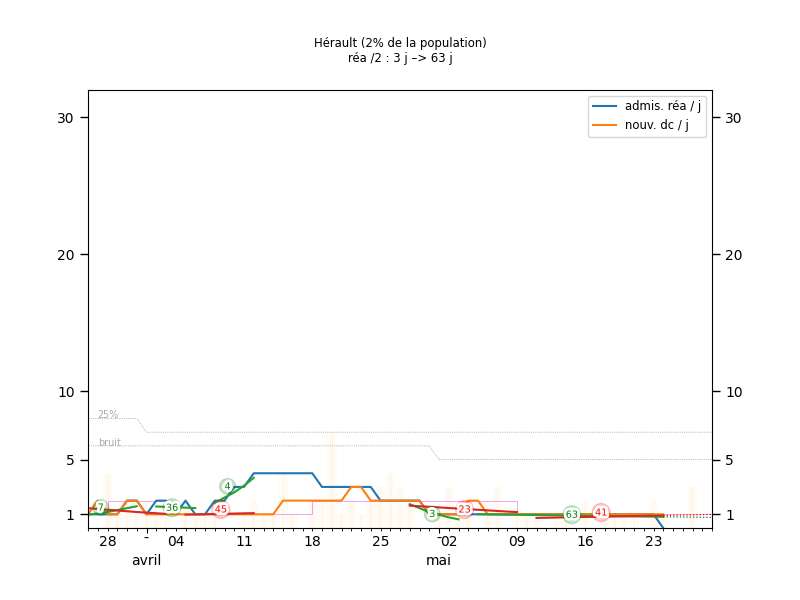 Hérault (2% de la population)
réa /2 : 3 j –> 63 j
admis. réa / j
nouv. dc / j
30 30
20 20
10 10
25%
bruit
5 5
4
7 36 45 3 23 63 41
1 1
28 - 04 11 18 25 - 02 09 16 23
avril mai